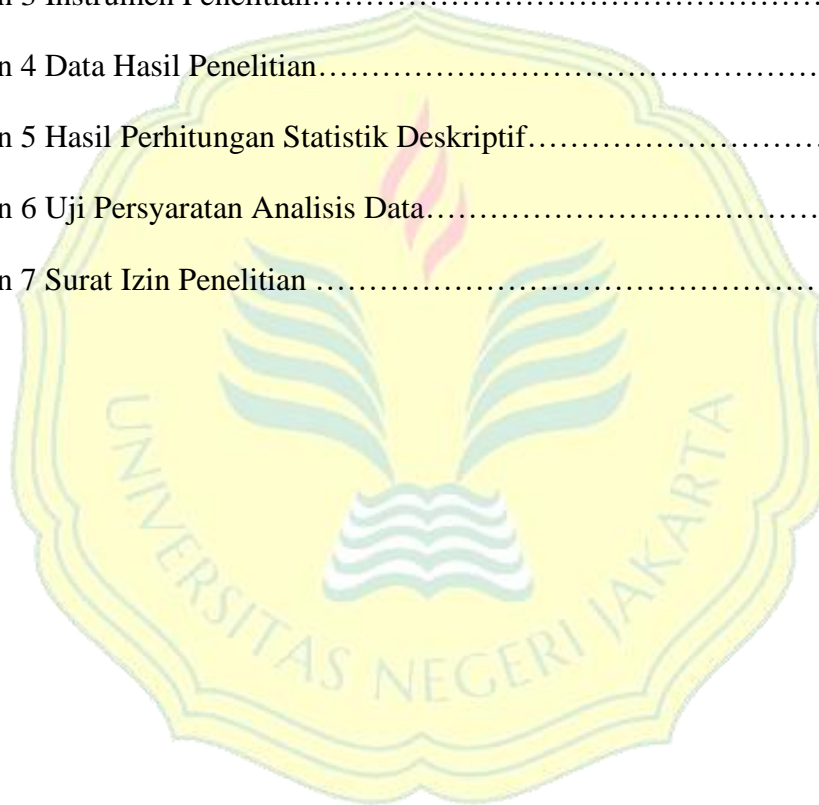 n 3 Instrumen Penelitian…………………………………………………
n 4 Data Hasil Penelitian…………………………………………………
n 5 Hasil Perhitungan Statistik Deskriptif……………………………
n 6 Uji Persyaratan Analisis Data………………………………………
n 7 Surat Izin Penelitian …………………………………………………
UNIVERSITAS NEGERI JAKARTA